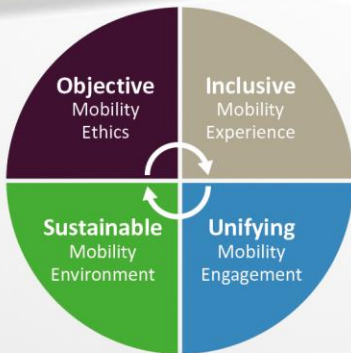 Objective
Mobility
Ethics
Inclusive
Mobility
Experience
Sustainable
Mobility
Environment
Unifying
Mobility
Engagement